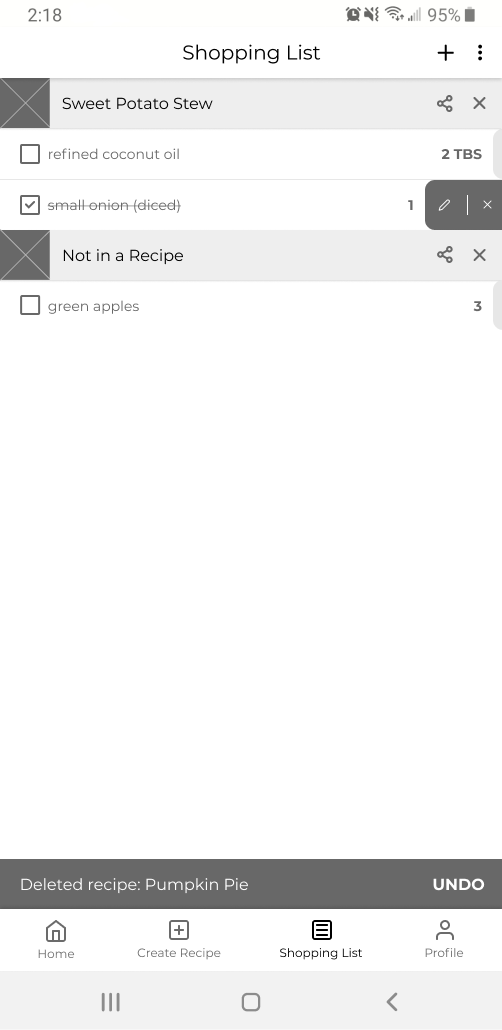 2:18 95%
Shopping List
Sweet Potato Stew
refined coconut oil 2 TBS
small onion (diced) 1
Not in a Recipe
green apples 3
Deleted recipe: Pumpkin Pie UNDO
Home Create Recipe Shopping List Profile